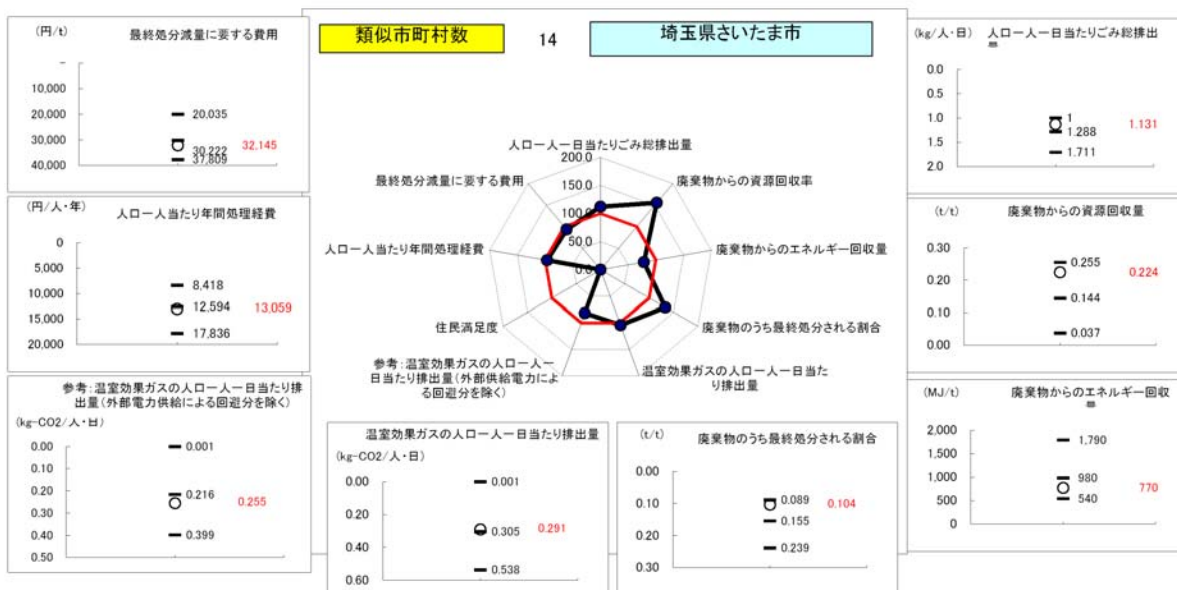 類似市町村数
14
埼玉県さいたま市
(円/t)
最終処分減量に要する費用
10,000
20,000
30,000
40,000
20,035
30,222
37,809
32,145
(円/人・年)
人口一人当たり年間処理経費
0
5,000
10,000
15,000
20,000
8,418
12,594
17,836
13,059
参考:温室効果ガスの人口一人一日当たり排
出量(外部電力供給による回避分を除く)
(kg-CO2/人・日)
0.00
0.10
0.20
0.30
0.40
0.50
0.001
0.216
0.399
0.255
人口一人一日当たりごみ総排出量
200.0
150.0
100.0
50.0
0.0
廃棄物からの資源回収率
廃棄物からのエネルギー回収量
廃棄物のうち最終処分される割合
温室効果ガスの人口一人一日当た
り排出量
参考:温室効果ガスの人口一人一
日当たり排出量(外部供給電力によ
る回避分を除く)
住民満足度
人口一人当たり年間処理経費
最終処分減量に要する費用
温室効果ガスの人口一人一日当たり排出量
(kg-CO2/人・日)
0.00
0.20
0.40
0.60
0.001
0.305
0.538
0.291
(t/t)
廃棄物のうち最終処分される割合
0.00
0.10
0.20
0.30
0.089
0.155
0.239
0.104
(kg/人・日)
人口一人一日当たりごみ総排出
0.0
0.5
1.0
1.5
2.0
1
1.288
1.711
1.131
(t/t)
廃棄物からの資源回収量
0.30
0.20
0.10
0.00
0.255
0.144
0.037
0.224
(MJ/t)
廃棄物からのエネルギー回収
2,000
1,500
1,000
500
0
1,790
980
540
770